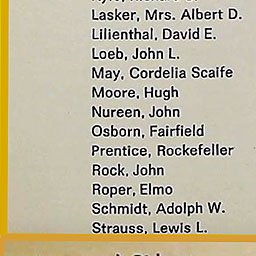 Lasker, Mrs. Albert D.
Lilienthal, David E.
Loeb, John L.
May, Cordelia Scaife
Moore, Hugh
Nureen, John
Osborn, Fairfield
Prentice, Rockefeller
Rock, John
Roper, Elmo
Schmidt, Adolph W.
Strauss, Lewis L.